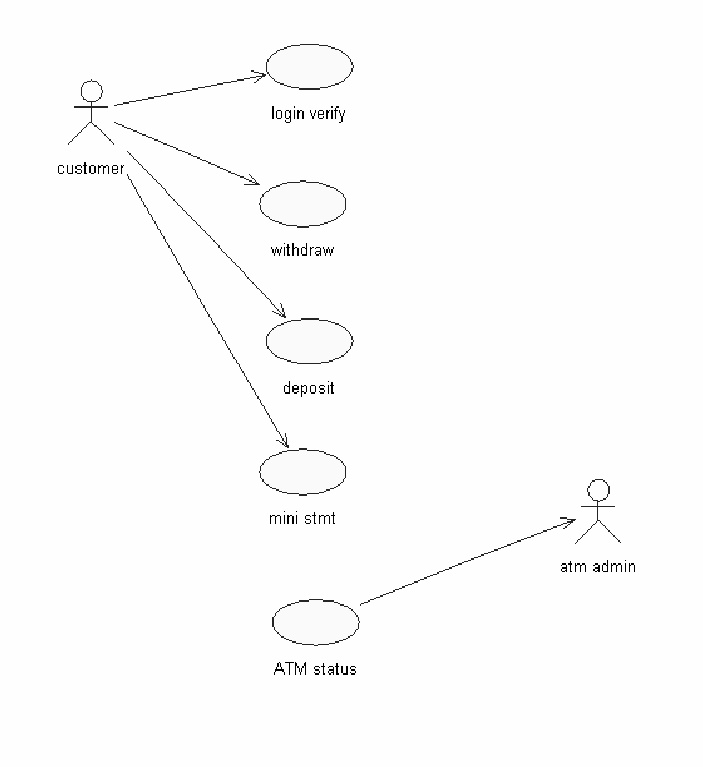 login verify
customer
withdraw
deposit
mini stmt
atm admin
ATM status